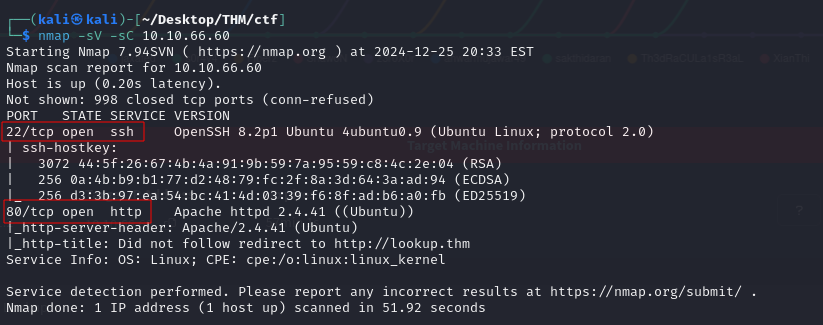 ┌──(kali㉿kali)-[~/Desktop/THM/ctf]
└─$ nmap -sV -sC 10.10.66.60
Starting Nmap 7.94SVN ( https://nmap.org ) at 2024-12-25 20:33 EST
Nmap scan report for 10.10.66.60
Host is up (0.20s latency).
Not shown: 998 closed tcp ports (conn-refused)
PORT   STATE SERVICE VERSION
22/tcp open  ssh     OpenSSH 8.2p1 Ubuntu 4ubuntu0.9 (Ubuntu Linux; protocol 2.0)
| ssh-hostkey:
|   3072 44:5f:26:67:4b:4a:91:9b:59:7a:95:59:c8:4c:2e:04 (RSA)
|   256 0a:4b:b9:b1:77:d2:48:79:fc:2f:8a:3d:64:3a:ad:94 (ECDSA)
|_  256 d3:3b:97:ea:54:bc:41:4d:03:39:f6:8f:ad:b6:a0:fb (ED25519)
80/tcp open  http    Apache httpd 2.4.41 ((Ubuntu))
|_http-server-header: Apache/2.4.41 (Ubuntu)
|_http-title: Did not follow redirect to http://lookup.thm
Service Info: OS: Linux; CPE: cpe:/o:linux:linux_kernel
Service detection performed. Please report any incorrect results at https://nmap.org/submit/ .
Nmap done: 1 IP address (1 host up) scanned in 51.92 seconds
Target Machine Information